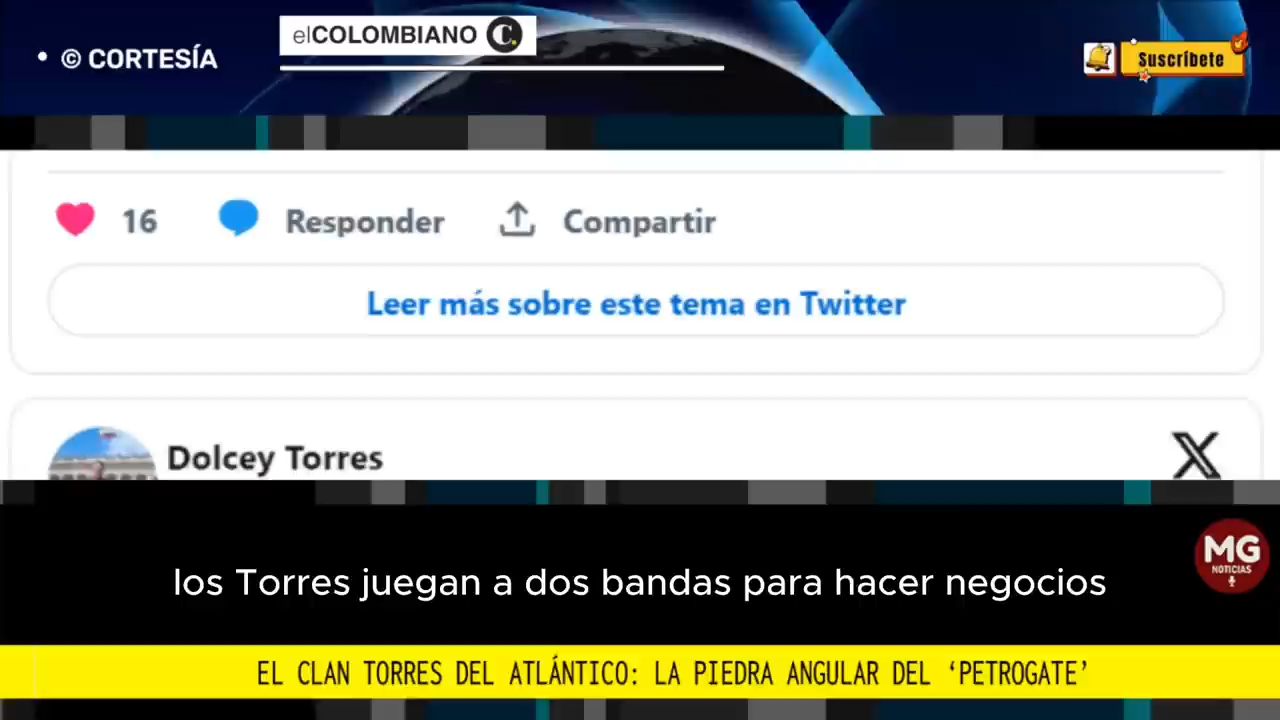 • © CORTESÍA
elCOLOMBIANO C.
Suscríbete
16 Responder Compartir
Leer más sobre este tema en Twitter
Dolcey Torres X
los Torres juegan a dos bandas para hacer negocios
MG
NOTICIAS
EL CLAN TORRES DEL ATLÁNTICO: LA PIEDRA ANGULAR DEL ‘PETROGATE’